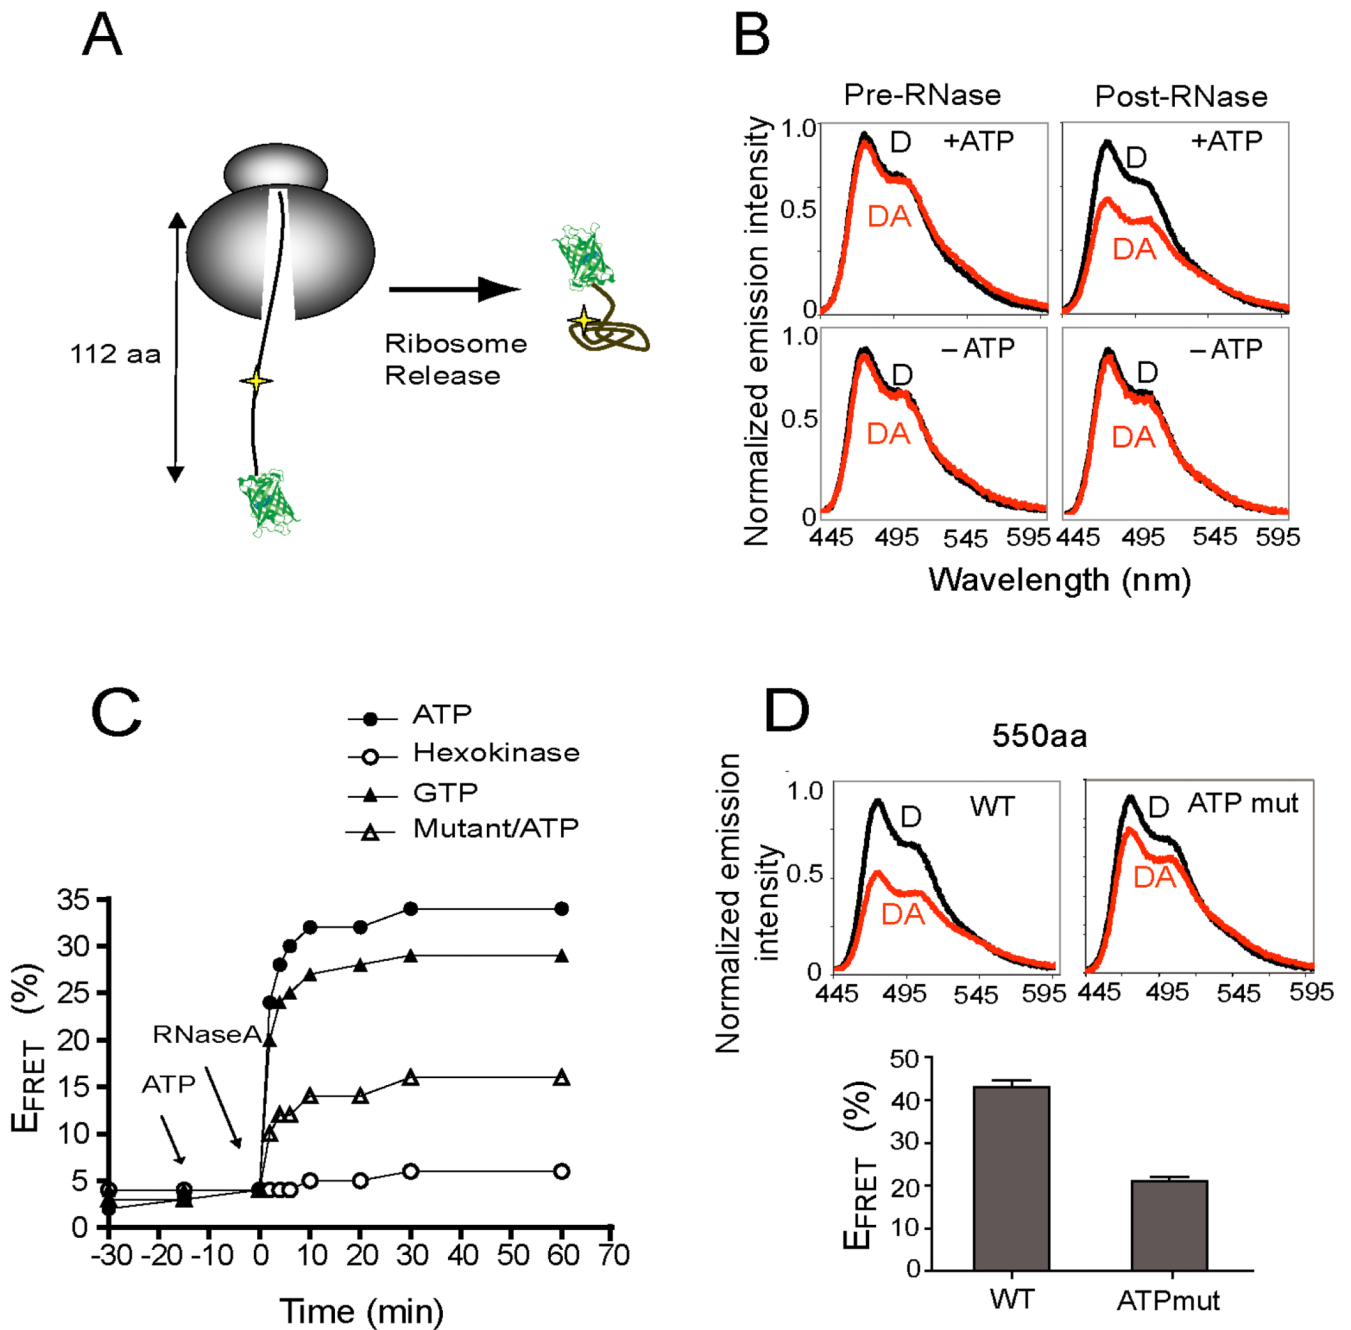 A
112 aa
Ribosome
Release
B
Pre-RNase
Post-RNase
Normalized emission intensity
1.0
0.5
0
D
+ATP
DA
D
+ATP
DA
1.0
0.5
0
D
–ATP
DA
D
–ATP
DA
445 495 545 595
445 495 545 595
Wavelength (nm)
C
ATP
Hexokinase
GTP
Mutant/ATP
EFRET (%)
35
30
25
20
15
10
5
0
RNaseA
ATP
-30 -20 -10 0 10 20 30 40 50 60 70
Time (min)
D
550aa
Normalized emission
intensity
1.0
0.5
0
D
WT
DA
D
ATP mut
DA
445 495 545 595
445 495 545 595
EFRET (%)
50
40
30
20
10
0
WT
ATPmut